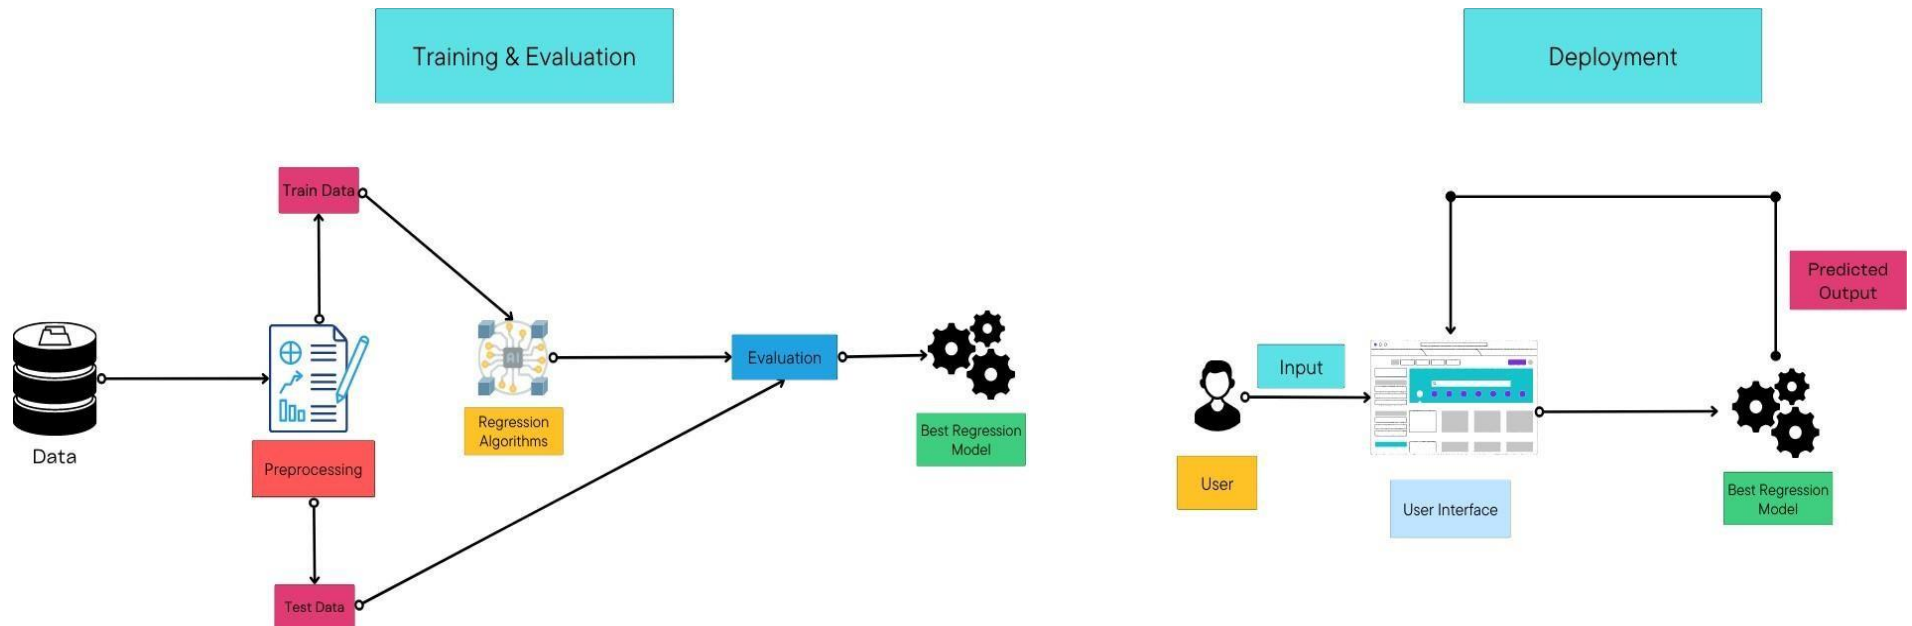 Training & Evaluation
Deployment
Train Data
Predicted
Output
Evaluation
Input
Regression
Algorithms
Best Regression
Model
Data
Preprocessing
User
User Interface
Best Regression
Model
Test Data